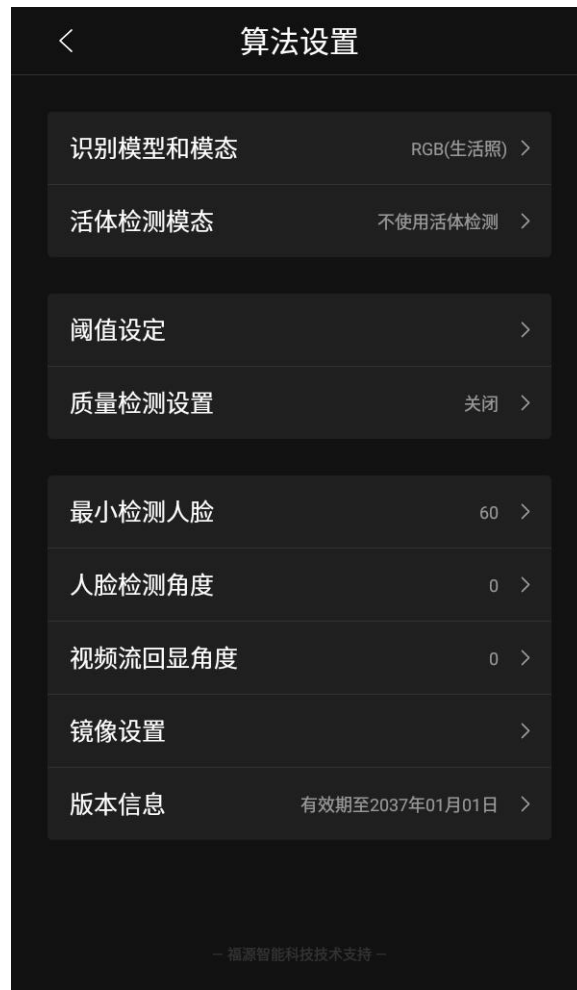 算法设置
识别模型和模态 RGB(生活照)
活体检测模态 不使用活体检测
阈值设定
质量检测设置 关闭
最小检测人脸 60
人脸检测角度 0
视频流回显角度 0
镜像设置
版本信息 有效期至2037年01月01日
– 福源智能科技技术支持 –